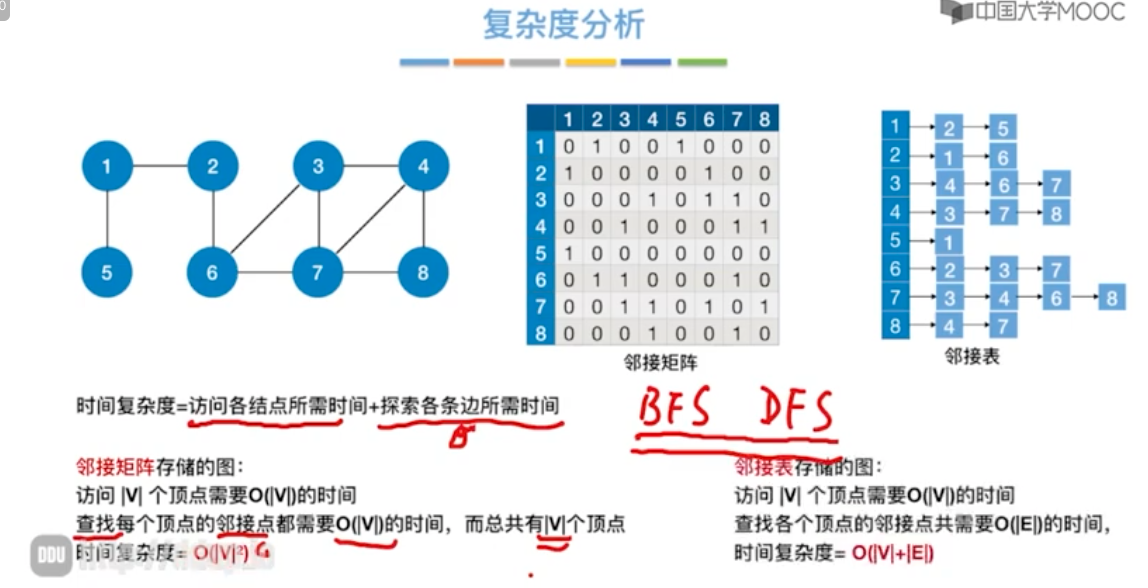 复杂度分析
中国大学MOOC
1 2 3 4
5 6 7 8
1 2 3 4 5 6 7 8
1 0 1 0 0 1 0 0 0
2 1 0 0 0 0 1 0 0
3 0 0 0 1 0 1 1 0
4 0 0 1 0 0 0 1 1
5 1 0 0 0 0 0 0 0
6 0 1 1 0 0 0 1 0
7 0 0 1 1 0 1 0 1
8 0 0 0 1 0 0 1 0
邻接矩阵
1 2 5
2 1 6
3 4 6 7
4 3 7 8
5 1
6 2 3 7
7 3 4 6 8
8 4 7
邻接表
时间复杂度=访问各结点所需时间+探索各条边所需时间
BFS DFS
邻接矩阵存储的图：
访问 |V| 个顶点需要O(|V|)的时间
查找每个顶点的邻接点都需要O(|V|)的时间，而总共有|V|个顶点
时间复杂度= O(|V|²)
邻接表存储的图：
访问 |V| 个顶点需要O(|V|)的时间
查找各个顶点的邻接点共需要O(|E|)的时间，
时间复杂度= O(|V|+|E|)
DDU